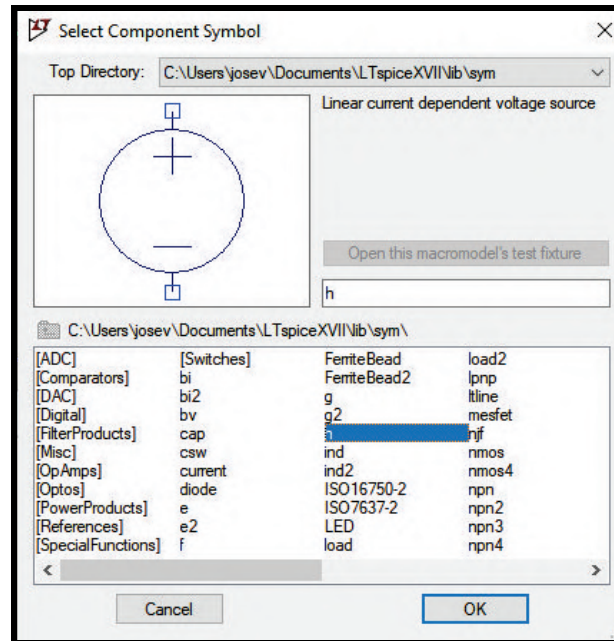 Select Component Symbol
Top Directory: C:\Users\josev\Documents\LTspiceXVII\lib\sym
Linear current dependent voltage source
Open this macromodel's test fixture
h
C:\Users\josev\Documents\LTspiceXVII\lib\sym\
[ADC] [Switches] FerriteBead load2
[Comparators] bi FerriteBead2 lpnp
[DAC] bi2 g ltline
[Digital] bv g2 mesfet
[FilterProducts] cap h njf
[Misc] csw ind nmos
[OpAmps] current ind2 nmos4
[Optos] diode ISO16750-2 npn
[PowerProducts] e ISO7637-2 npn2
[References] e2 LED npn3
[SpecialFunctions] f load npn4
Cancel OK